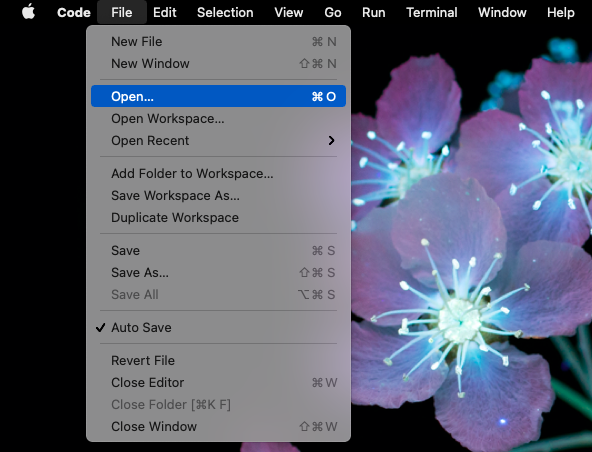 Code File Edit Selection View Go Run Terminal Window Help
New File ⌘ N
New Window ⇧ ⌘ N
Open... ⌘ O
Open Workspace...
Open Recent
Add Folder to Workspace...
Save Workspace As...
Duplicate Workspace
Save ⌘ S
Save As... ⇧ ⌘ S
Save All ⌥ ⌘ S
✓ Auto Save
Revert File
Close Editor ⌘ W
Close Folder [⌘K F]
Close Window ⇧ ⌘ W